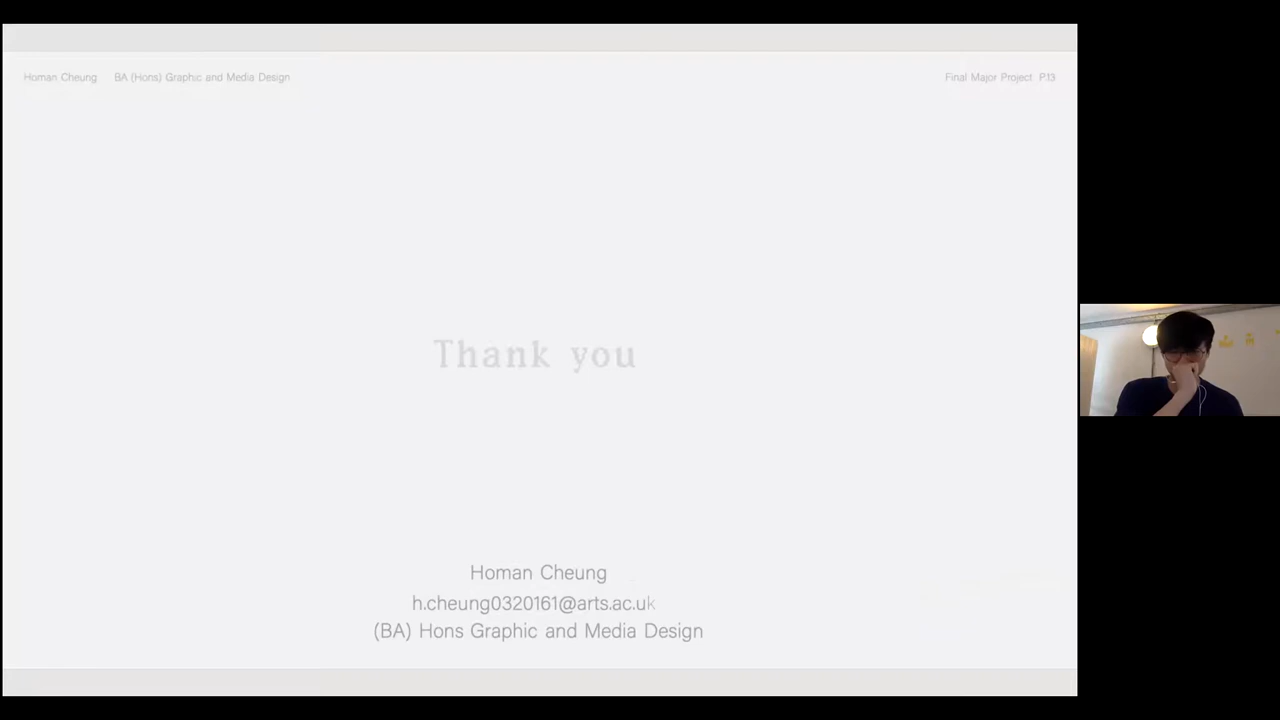 Homan Cheung BA (Hons) Graphic and Media Design Final Major Project P.13
Thank you
Homan Cheung
h.cheung0320161@arts.ac.uk
(BA) Hons Graphic and Media Design